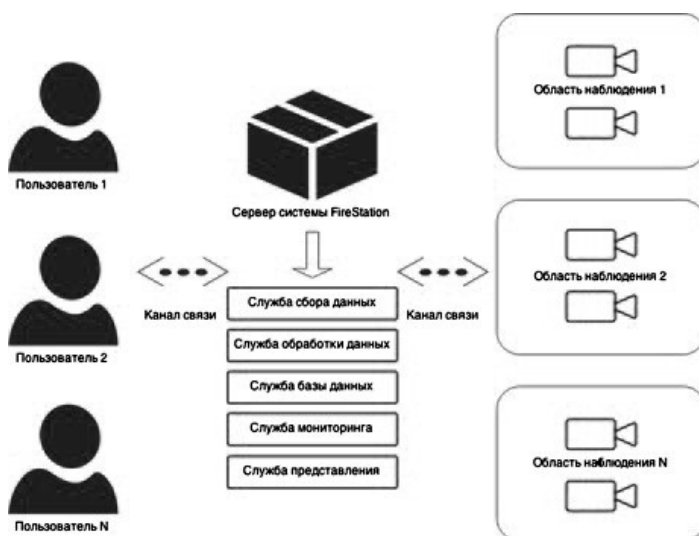 Пользователь 1
Пользователь 2
Пользователь N
Сервер системы FireStation
Канал связи
Служба сбора данных
Служба обработки данных
Служба базы данных
Служба мониторинга
Служба представления
Канал связи
Область наблюдения 1
Область наблюдения 2
Область наблюдения N